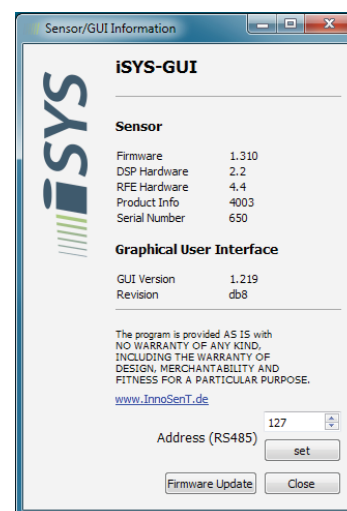 Sensor/GUI Information
iSYS
iSYS-GUI
Sensor
Firmware 1.310
DSP Hardware 2.2
RFE Hardware 4.4
Product Info 4003
Serial Number 650
Graphical User Interface
GUI Version 1.219
Revision db8
The program is provided AS IS with
NO WARRANTY OF ANY KIND,
INCLUDING THE WARRANTY OF
DESIGN, MERCHANTABILITY AND
FITNESS FOR A PARTICULAR PURPOSE.
www.InnoSenT.de
127
Address (RS485)
set
Firmware Update Close